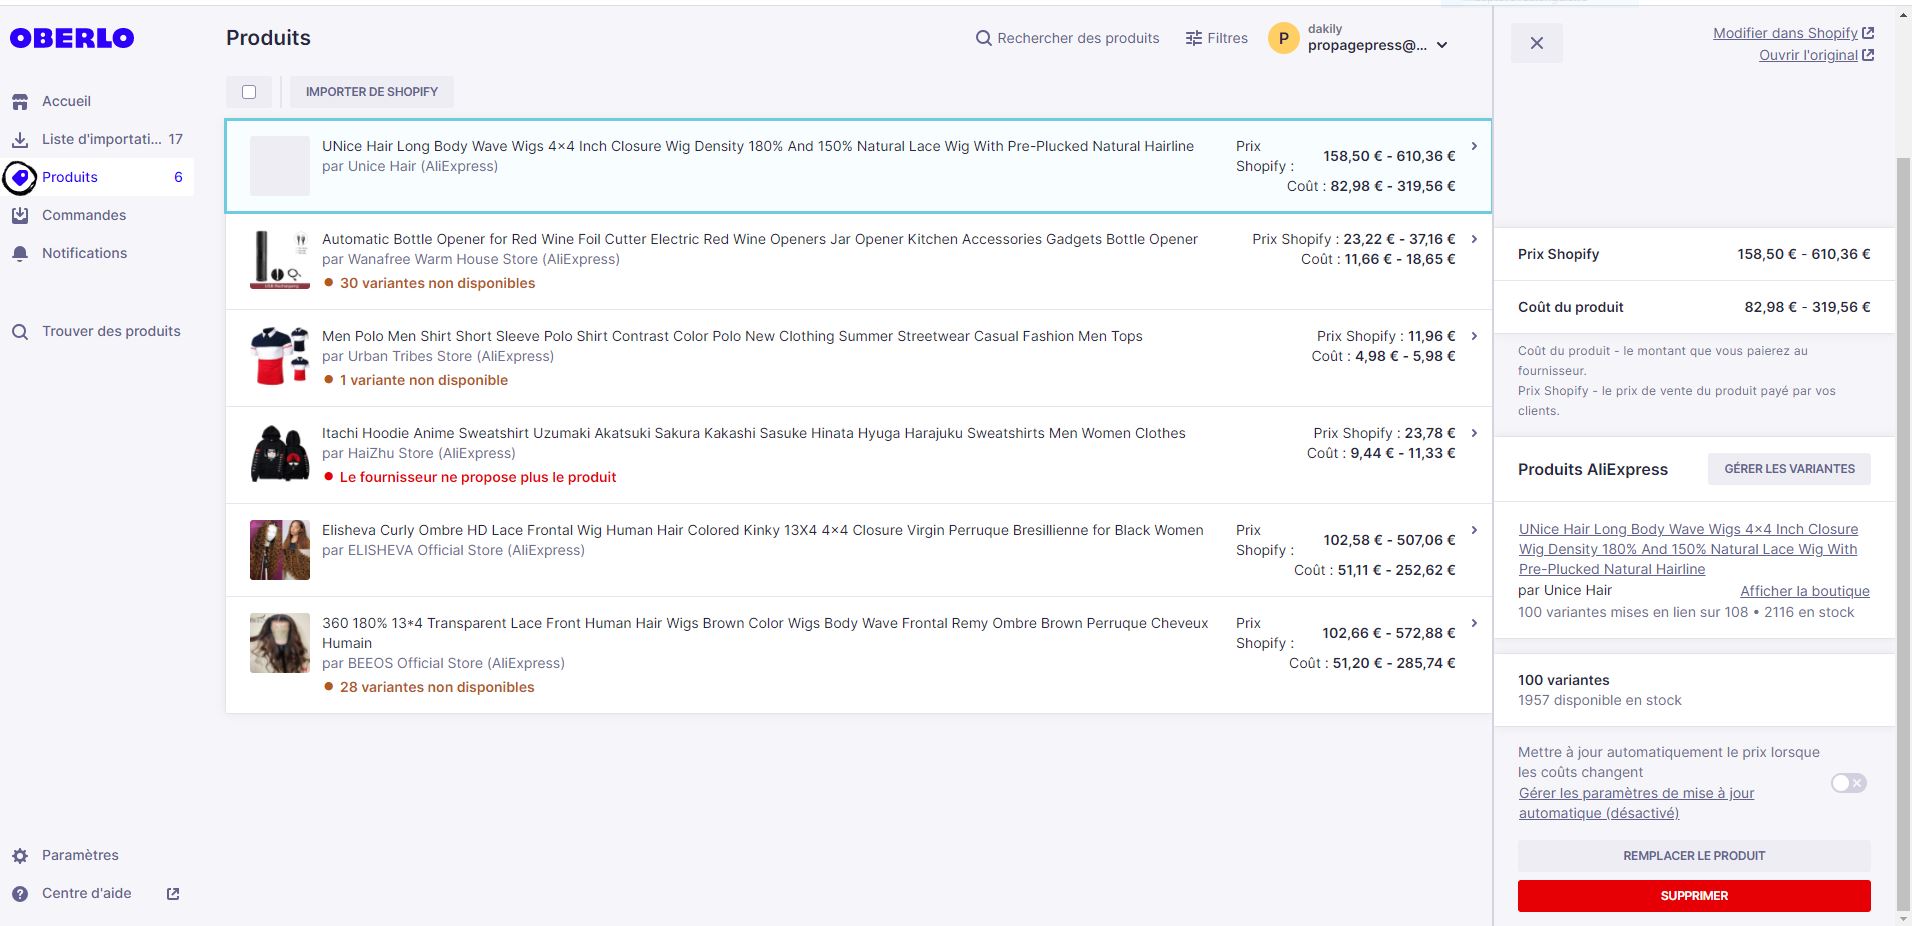 OBERLO
Accueil
Liste d'importati... 17
Produits 6
Commandes
Notifications
Trouver des produits
Paramètres
Centre d'aide
Produits
Rechercher des produits
Filtres
P
dakily
propagepress@...
IMPORTER DE SHOPIFY
UNice Hair Long Body Wave Wigs 4×4 Inch Closure Wig Density 180% And 150% Natural Lace Wig With Pre-Plucked Natural Hairline
par Unice Hair (AliExpress)
Prix
Shopify : 158,50 € - 610,36 €
Coût : 82,98 € - 319,56 €
Automatic Bottle Opener for Red Wine Foil Cutter Electric Red Wine Openers Jar Opener Kitchen Accessories Gadgets Bottle Opener
par Wanafree Warm House Store (AliExpress)
30 variantes non disponibles
Prix Shopify : 23,22 € - 37,16 €
Coût : 11,66 € - 18,65 €
Men Polo Men Shirt Short Sleeve Polo Shirt Contrast Color Polo New Clothing Summer Streetwear Casual Fashion Men Tops
par Urban Tribes Store (AliExpress)
1 variante non disponible
Prix Shopify : 11,96 €
Coût : 4,98 € - 5,98 €
Itachi Hoodie Anime Sweatshirt Uzumaki Akatsuki Sakura Kakashi Sasuke Hinata Hyuga Harajuku Sweatshirts Men Women Clothes
par HaiZhu Store (AliExpress)
Le fournisseur ne propose plus le produit
Prix Shopify : 23,78 €
Coût : 9,44 € - 11,33 €
Elisheva Curly Ombre HD Lace Frontal Wig Human Hair Colored Kinky 13X4 4×4 Closure Virgin Perruque Bresillienne for Black Women
par ELISHEVA Official Store (AliExpress)
Prix
Shopify : 102,58 € - 507,06 €
Coût : 51,11 € - 252,62 €
360 180% 13*4 Transparent Lace Front Human Hair Wigs Brown Color Wigs Body Wave Frontal Remy Ombre Brown Perruque Cheveux
Humain
par BEEOS Official Store (AliExpress)
28 variantes non disponibles
Prix
Shopify : 102,66 € - 572,88 €
Coût : 51,20 € - 285,74 €
Modifier dans Shopify
Ouvrir l'original
Prix Shopify 158,50 € - 610,36 €
Coût du produit 82,98 € - 319,56 €
Coût du produit - le montant que vous paierez au
fournisseur.
Prix Shopify - le prix de vente du produit payé par vos
clients.
Produits AliExpress
GÉRER LES VARIANTES
UNice Hair Long Body Wave Wigs 4×4 Inch Closure
Wig Density 180% And 150% Natural Lace Wig With
Pre-Plucked Natural Hairline
par Unice Hair
Afficher la boutique
100 variantes mises en lien sur 108 • 2116 en stock
100 variantes
1957 disponible en stock
Mettre à jour automatiquement le prix lorsque
les coûts changent
Gérer les paramètres de mise à jour
automatique (désactivé)
REMPLACER LE PRODUIT
SUPPRIMER